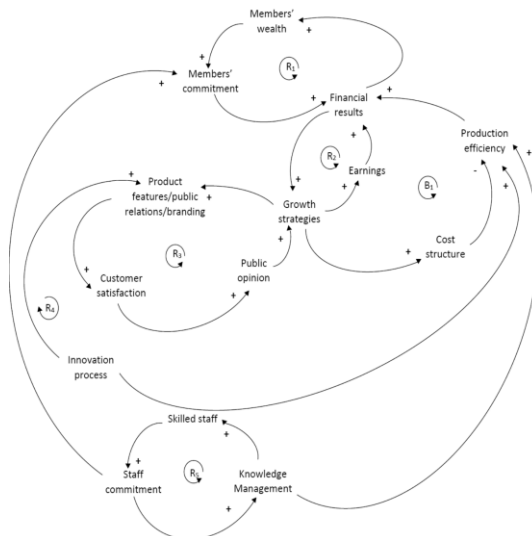 Members'
wealth
+
+
Members'
commitment
+
R₁
+
Financial
results
+
+
+
Production
efficiency
+
R₂
Earnings
+
-
+
+
Product
features/public
relations/branding
+
+
Growth
strategies
B₁
R₃
+
Public
opinion
+
Cost
structure
+
Customer
satisfaction
+
R₄
Innovation
process
Skilled staff
+
+
Staff
commitment
R₅
Knowledge
Management
+